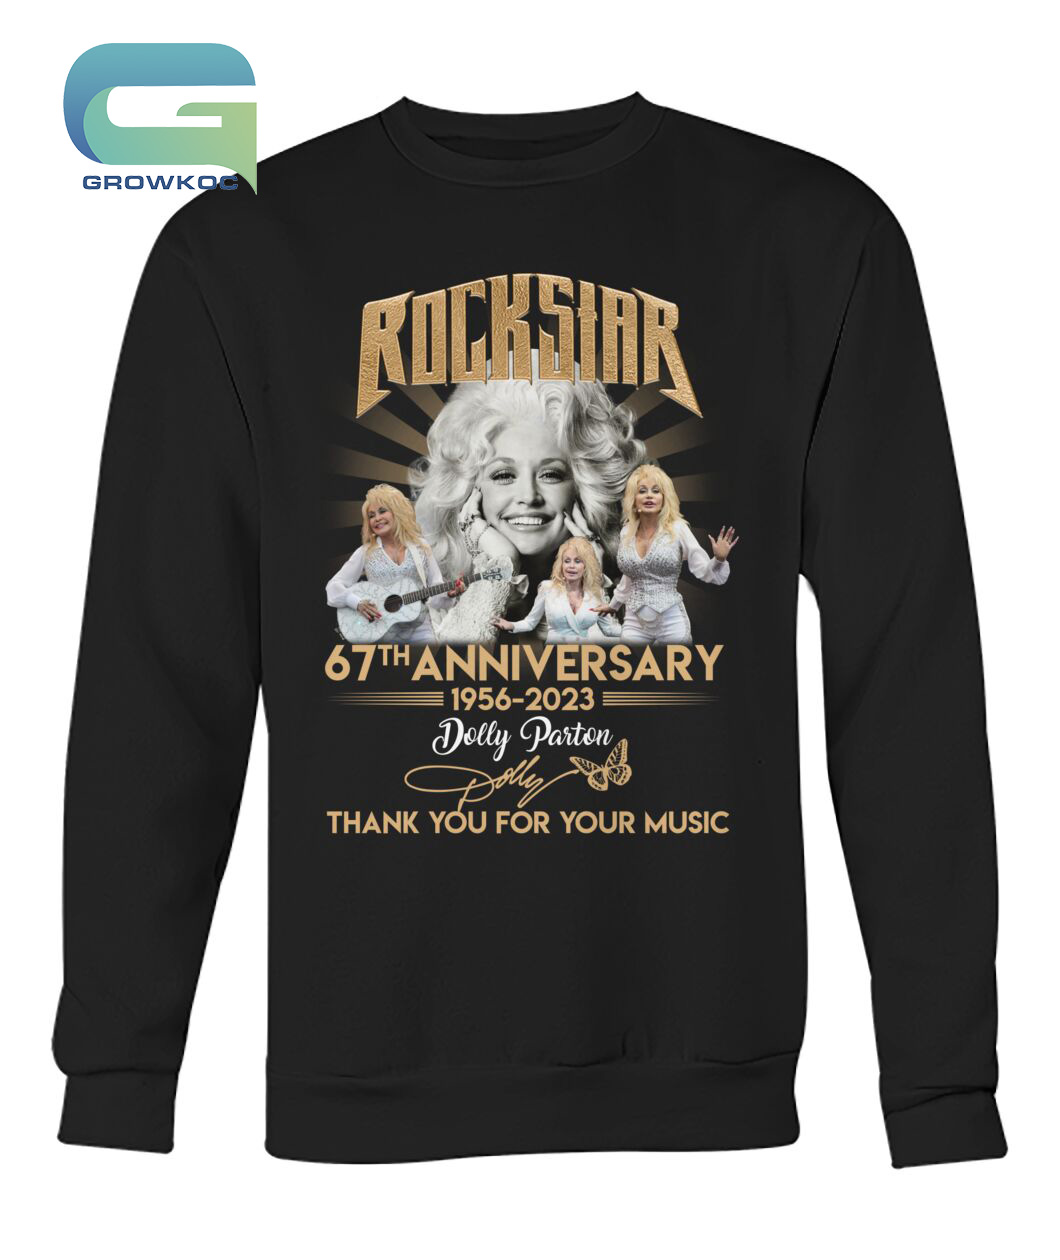 GROWKOC
ROCKSTAR
67TH ANNIVERSARY
1956-2023
Dolly Parton
Dolly
THANK YOU FOR YOUR MUSIC